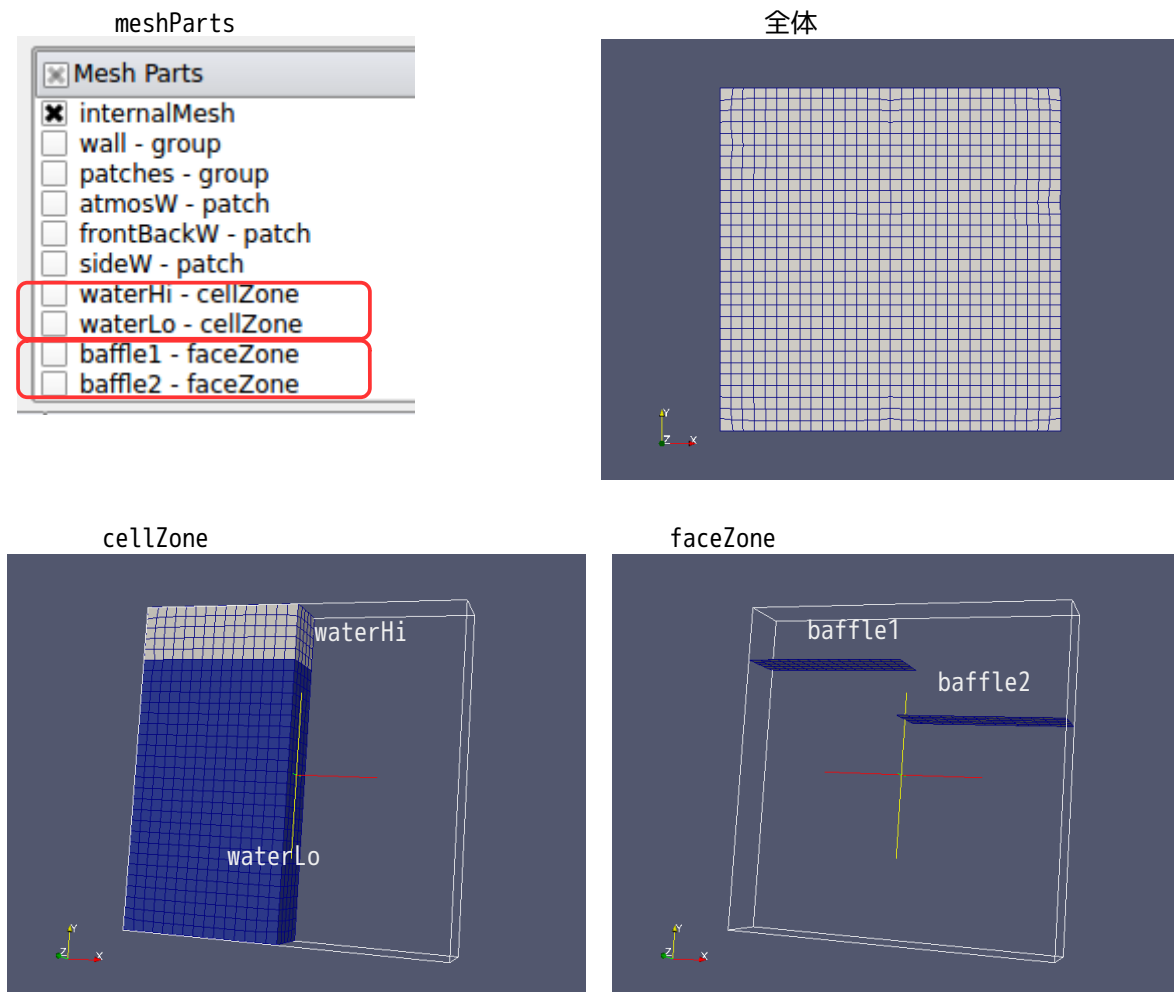 meshParts
全体
Mesh Parts
internalMesh
wall - group
patches - group
atmosW - patch
frontBackW - patch
sideW - patch
waterHi - cellZone
waterLo - cellZone
baffle1 - faceZone
baffle2 - faceZone
Y
Z X
cellZone
faceZone
waterHi
waterLo
Y
Z X
baffle1
baffle2
Y
Z X